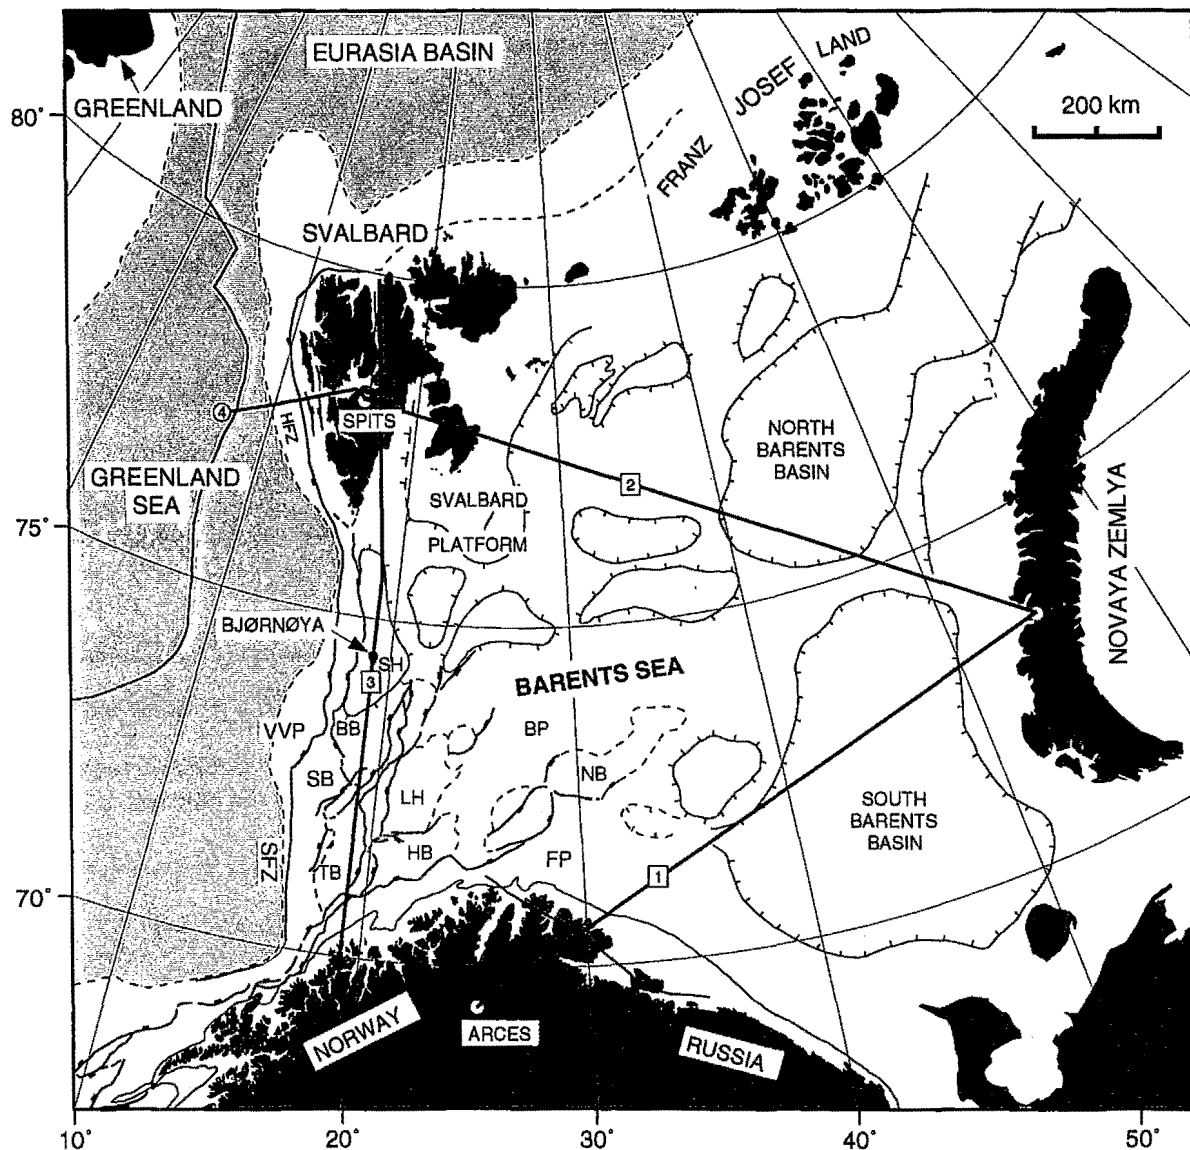 EURASIA BASIN
GREENLAND
FRANZ JOSEF LAND
200 km
80°
SVALBARD
4
HFZ
SPITS
GREENLAND
SEA
SVALBARD
PLATFORM
2
NORTH
BARENTS
BASIN
NOVAYA ZEMLYA
75°
BJØRNØYA
SH
3
BARENTS SEA
VVP
BB
BP
SB
NB
LH
SOUTH
BARENTS
BASIN
SFZ
TB
HB
FP
1
70°
NORWAY
ARCES
RUSSIA
10°
20°
30°
40°
50°